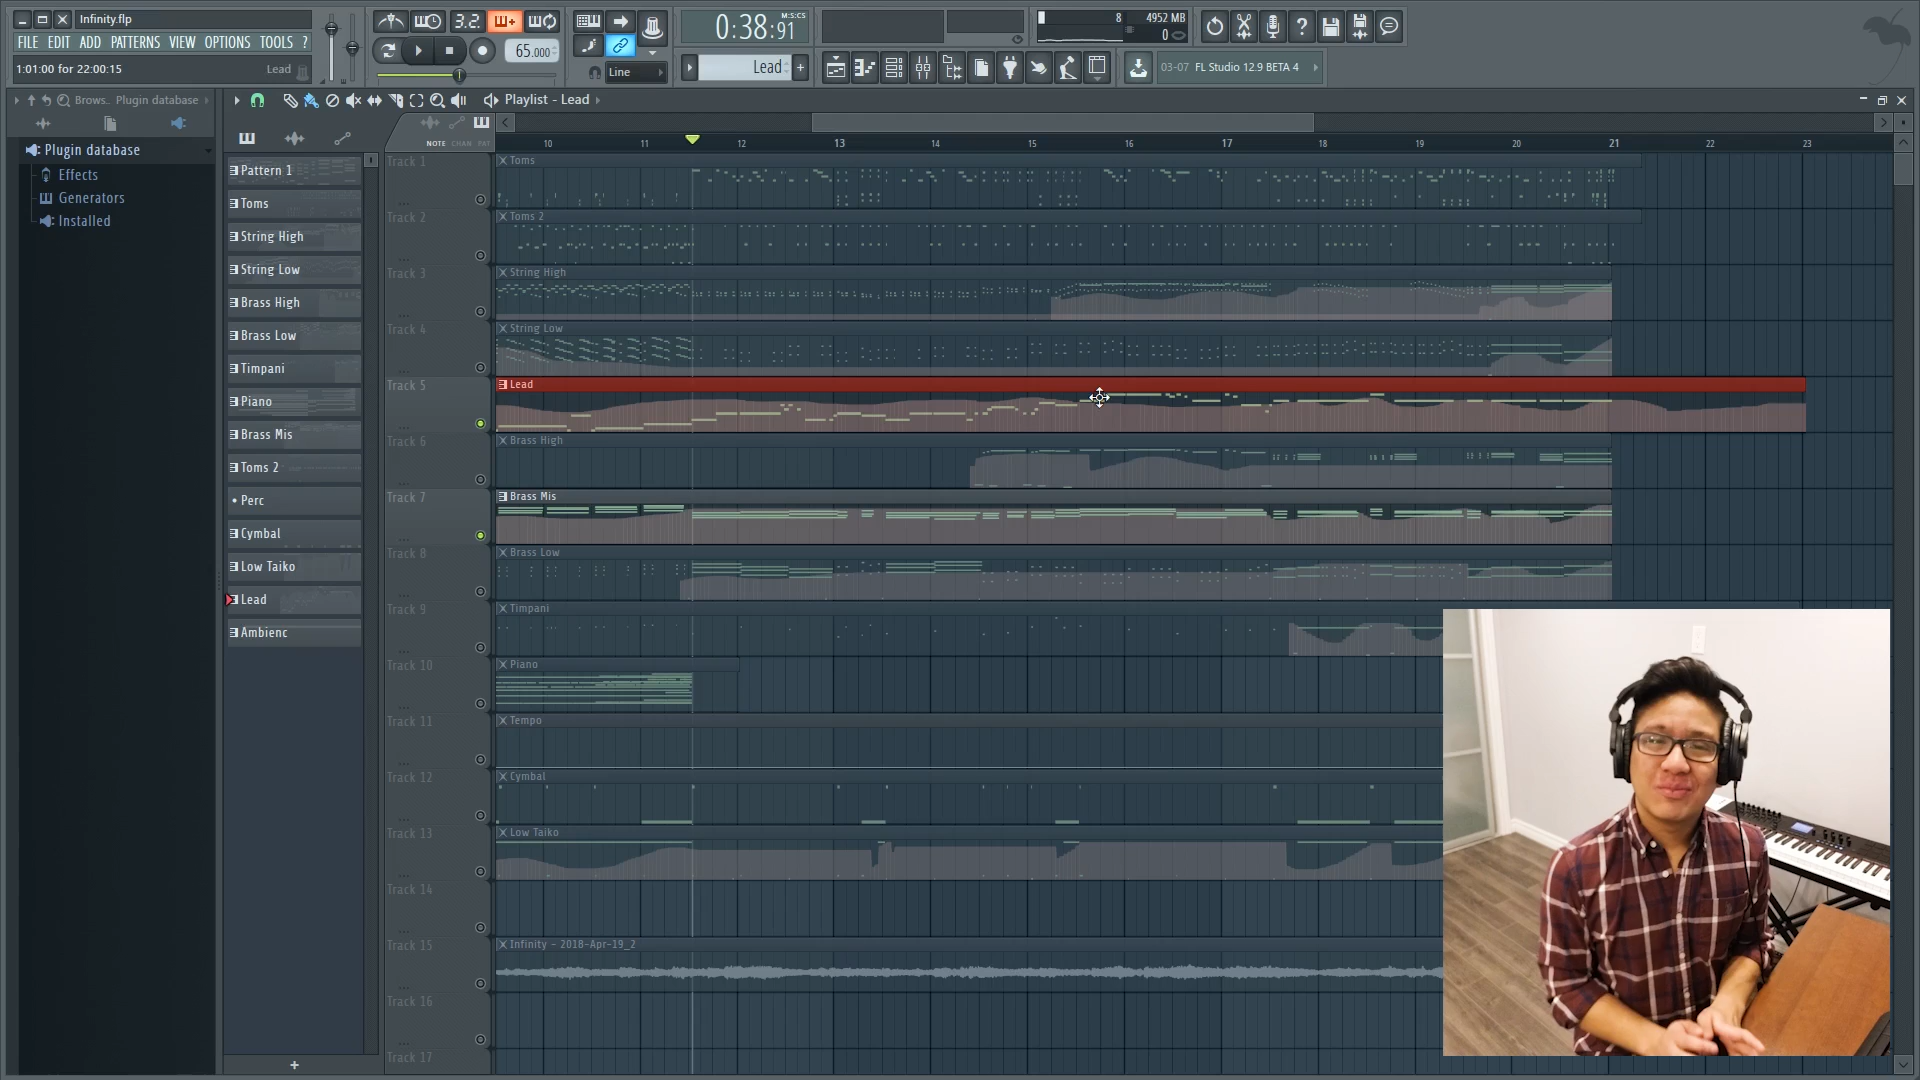 Infinity.flp
FILE EDIT ADD PATTERNS VIEW OPTIONS TOOLS ?
1:01:00 for 22:00:15 Lead
3.2.
65.000
Line
0:38:91
M:S:CS
Lead
8 4952 MB
0
03-07 FL Studio 12.9 BETA 4
Brows.. Plugin database
Playlist - Lead
Plugin database
Effects
Generators
Installed
Pattern 1
Toms
String High
String Low
Brass High
Brass Low
Timpani
Piano
Brass Mis
Toms 2
Perc
Cymbal
Low Taiko
Lead
Ambienc
NOTE CHAN PAT
10 11 12 13 14 15 16 17 18 19 20 21 22 23
Track 1 Toms
Track 2 Toms 2
Track 3 String High
Track 4 String Low
Track 5 Lead
Track 6 Brass High
Track 7 Brass Mis
Track 8 Brass Low
Track 9 Timpani
Track 10 Piano
Track 11 Tempo
Track 12 Cymbal
Track 13 Low Taiko
Track 14
Track 15 Infinity - 2018-Apr-19_2
Track 16
Track 17